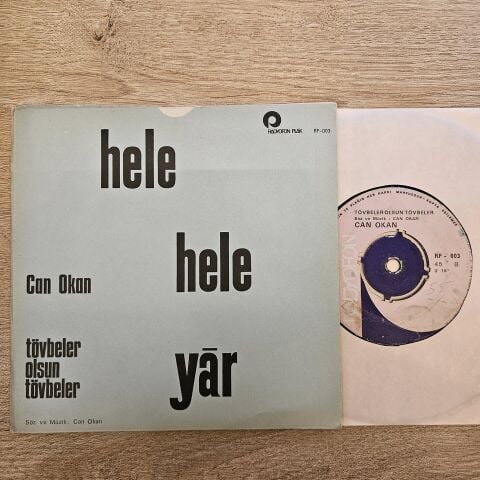 RADYOFON PLAK
RF-003
hele
hele
yār
Can Okan
tövbeler
olsun
tövbeler
Söz ve Müzik: Can Okan
TÖVBELER OLSUN TÖVBELER
Söz ve Müzik : CAN OKAN
CAN OKAN
RF - 003
45 B